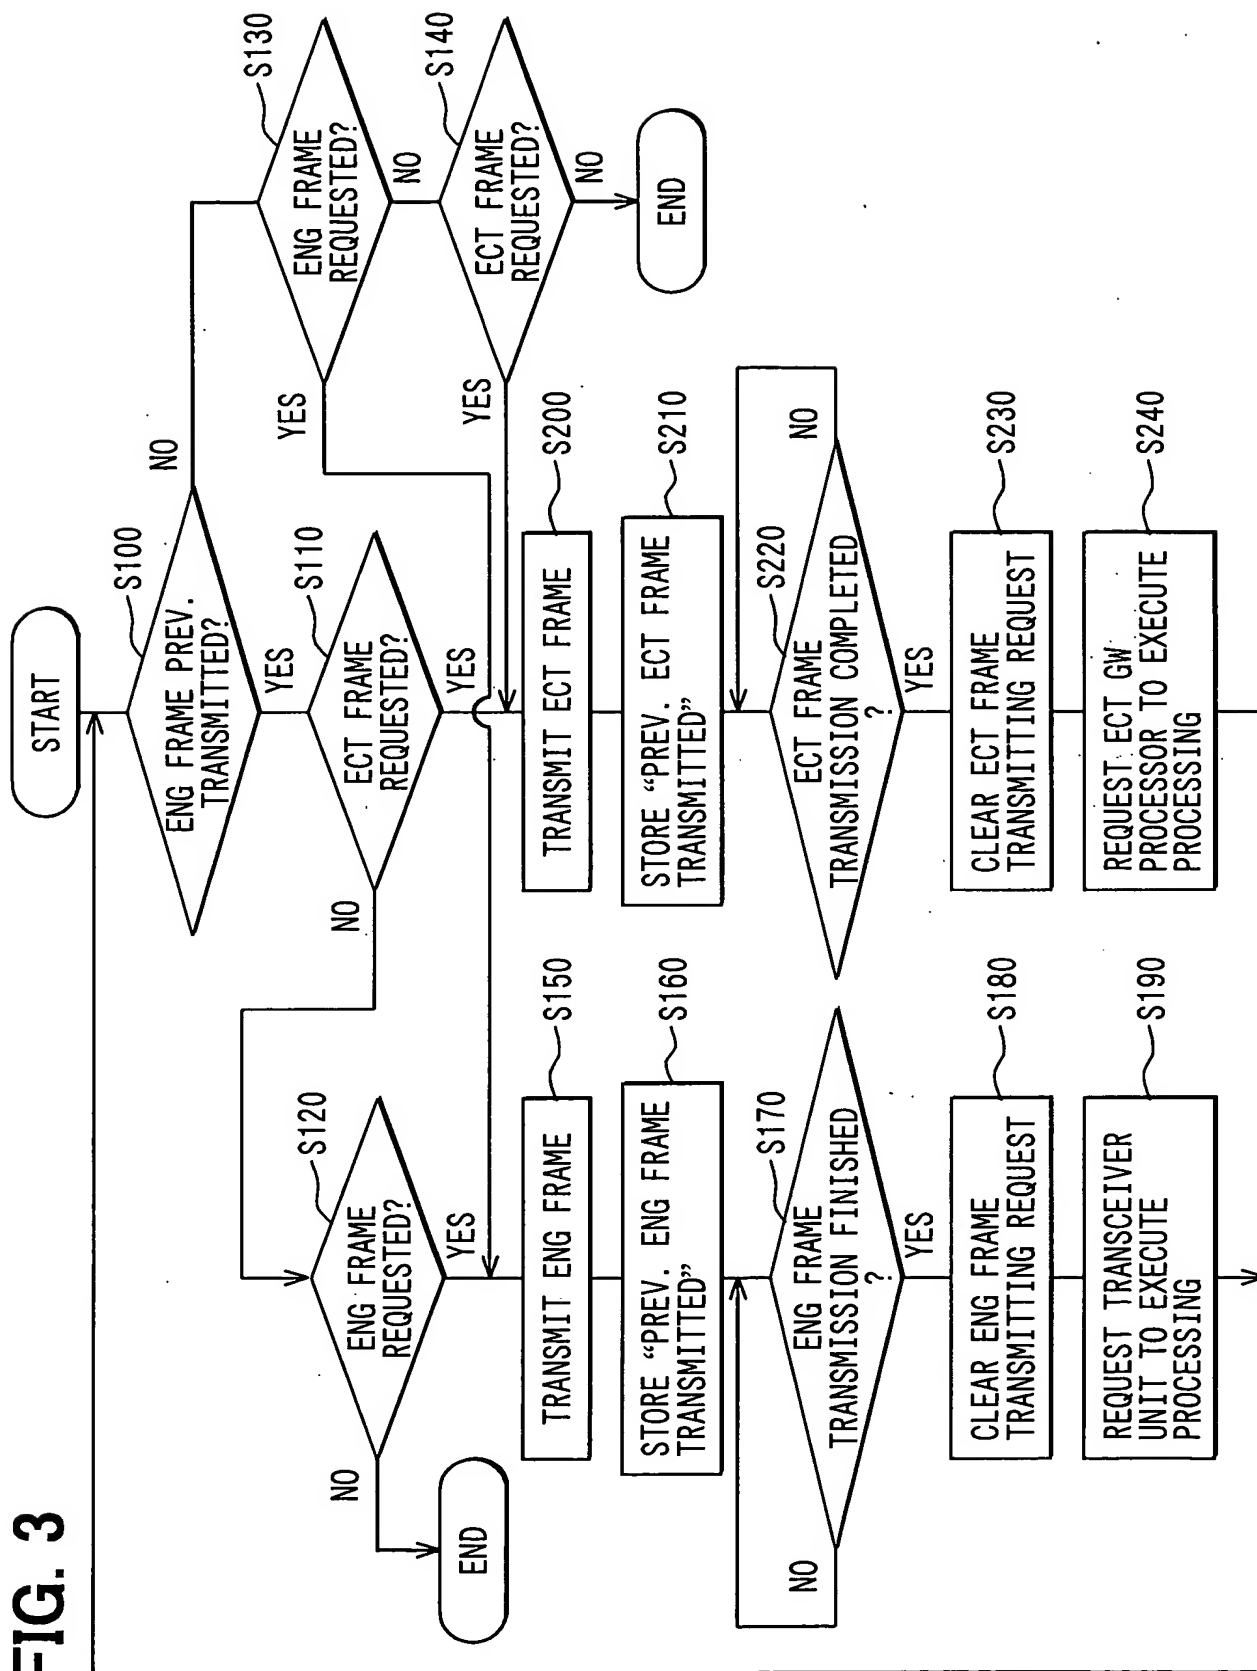 FIG. 3
START
S100
ENG FRAME PREV.
TRANSMITTED?
NO
YES
S110
ECT FRAME
REQUESTED?
NO
YES
S120
ENG FRAME
REQUESTED?
NO
YES
END
S130
ENG FRAME
REQUESTED?
YES
NO
S140
ECT FRAME
REQUESTED?
YES
NO
END
S150
TRANSMIT ENG FRAME
S160
STORE “PREV. ENG FRAME
TRANSMITTED”
S170
ENG FRAME
TRANSMISSION FINISHED
?
NO
YES
S180
CLEAR ENG FRAME
TRANSMITTING REQUEST
S190
REQUEST TRANSCEIVER
UNIT TO EXECUTE
PROCESSING
S200
TRANSMIT ECT FRAME
S210
STORE “PREV. ECT FRAME
TRANSMITTED”
S220
ECT FRAME
TRANSMISSION COMPLETED
?
NO
YES
S230
CLEAR ECT FRAME
TRANSMITTING REQUEST
S240
REQUEST ECT GW
PROCESSOR TO EXECUTE
PROCESSING